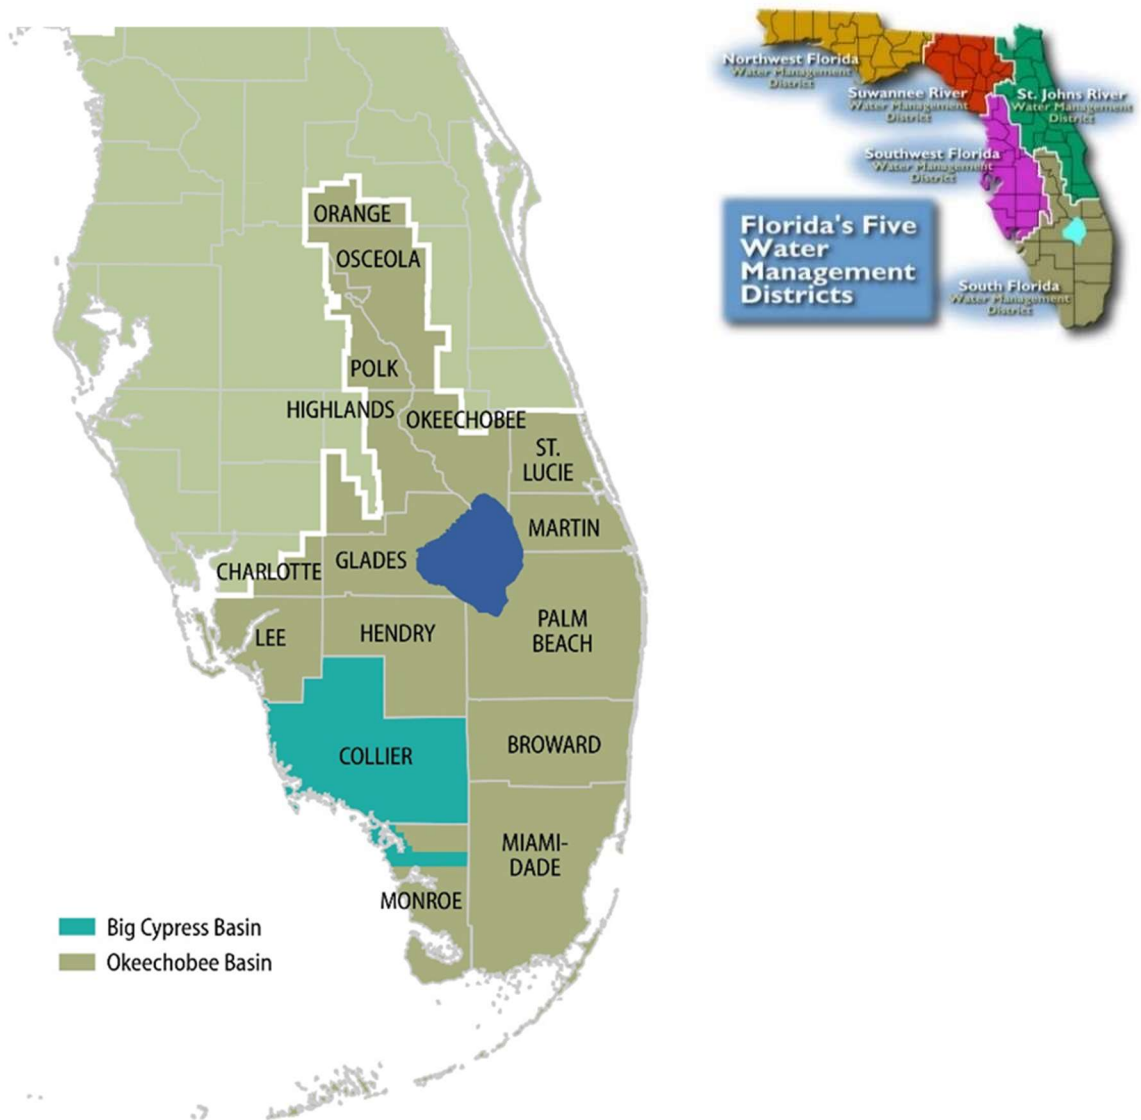 ORANGE
OSCEOLA
POLK
HIGHLANDS
OKEECHOBEE
ST.
LUCIE
MARTIN
GLADES
CHARLOTTE
PALM
BEACH
LEE
HENDRY
COLLIER
BROWARD
MIAMI-
DADE
MONROE
Big Cypress Basin
Okeechobee Basin
Northwest Florida
Water Management
District
Suwannee River
Water Management
District
St. Johns River
Water Management
District
Southwest Florida
Water Management
District
Florida's Five
Water
Management
Districts
South Florida
Water Management
District